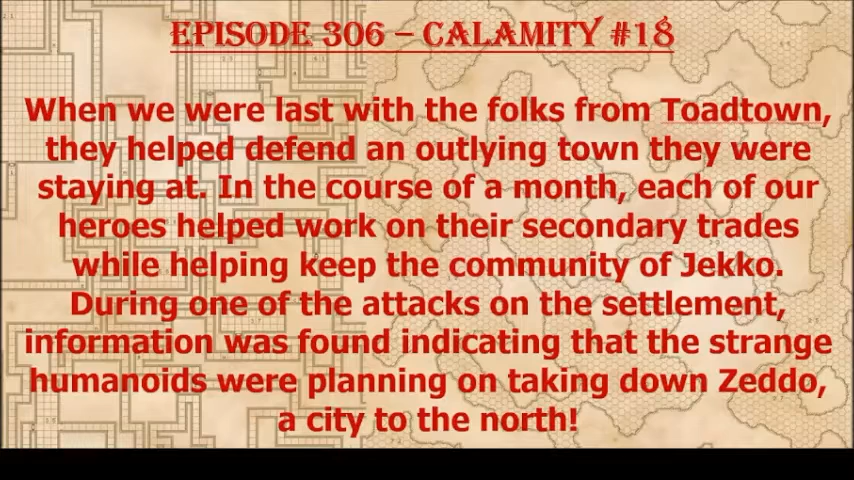 EPISODE 306 – CALAMITY #18
When we were last with the folks from Toadtown,
they helped defend an outlying town they were
staying at. In the course of a month, each of our
heroes helped work on their secondary trades
while helping keep the community of Jekko.
During one of the attacks on the settlement,
information was found indicating that the strange
humanoids were planning on taking down Zeddo,
a city to the north!